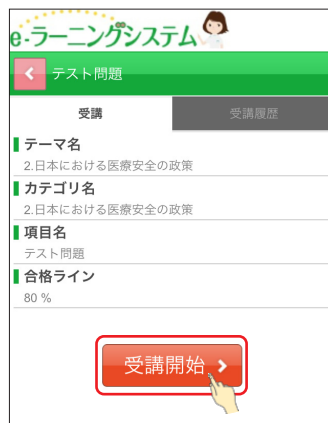 e-ラーニングシステム
テスト問題
受講 受講履歴
テーマ名
2.日本における医療安全の政策
カテゴリ名
2.日本における医療安全の政策
項目名
テスト問題
合格ライン
80 %
受講開始